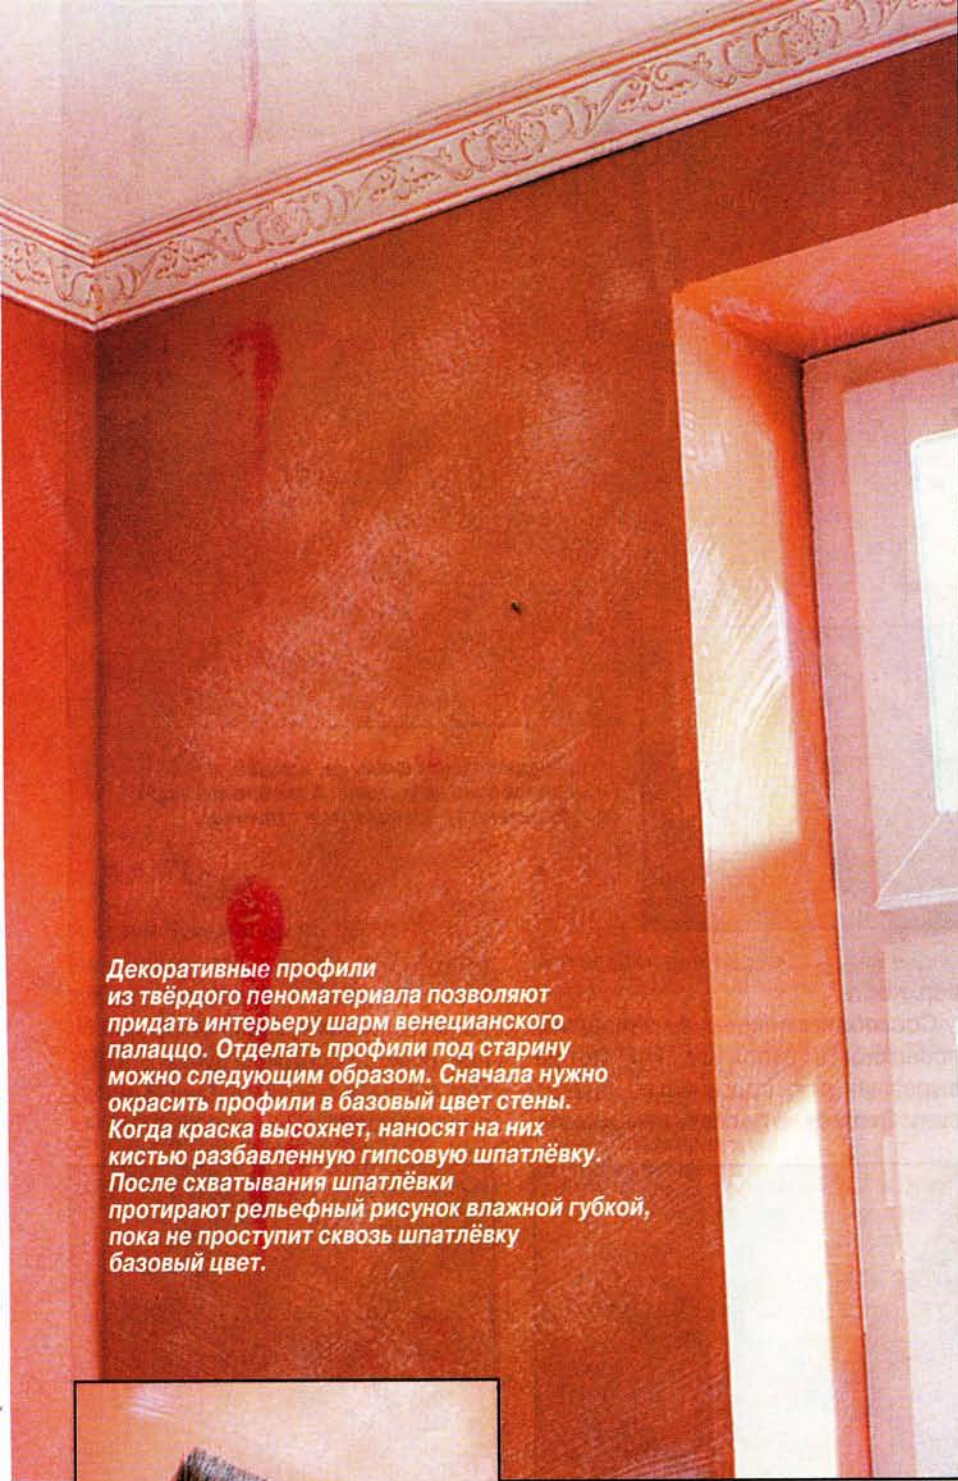 Декоративные профили
из твёрдого пеноматериала позволяют
придать интерьеру шарм венецианского
палаццо. Отделать профили под старину
можно следующим образом. Сначала нужно
окрасить профили в базовый цвет стены.
Когда краска высохнет, наносят на них
кистью разбавленную гипсовую шпатлёвку.
После схватывания шпатлёвки
протирают рельефный рисунок влажной губкой,
пока не проступит сквозь шпатлёвку
базовый цвет.